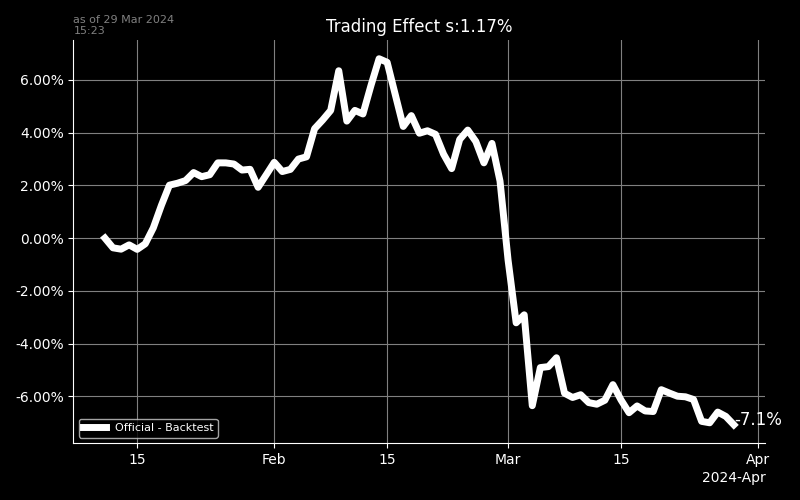 as of 29 Mar 2024
15:23
Trading Effect s:1.17%
6.00%
4.00%
2.00%
0.00%
-2.00%
-4.00%
-6.00%
-7.1%
Official - Backtest
15 Feb 15 Mar 15 Apr
2024-Apr